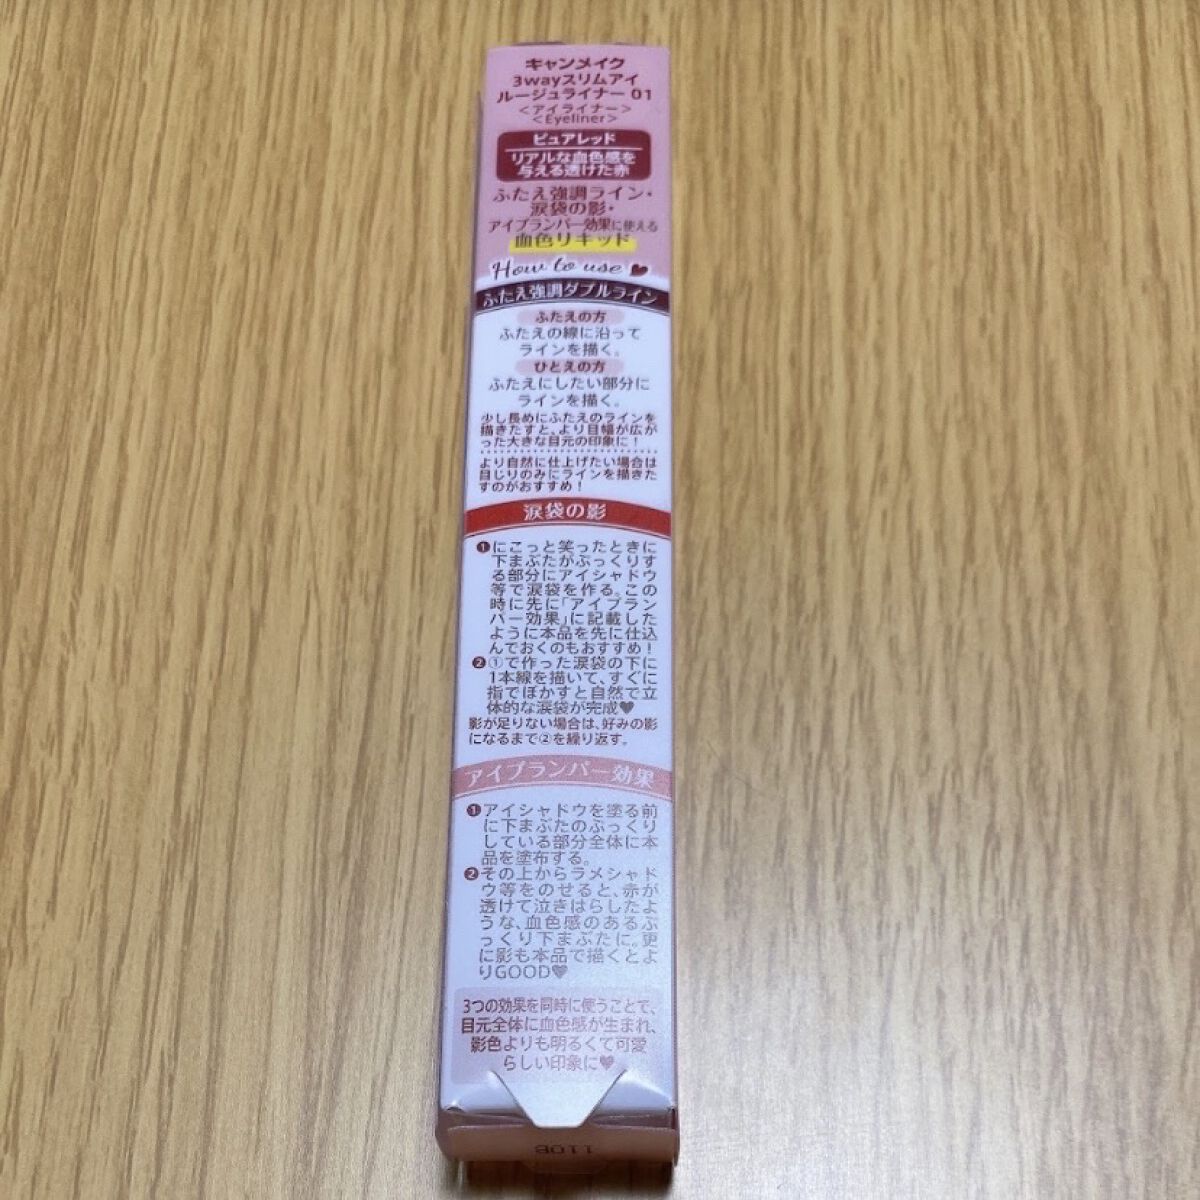 キャンメイク
3wayスリムアイ
ルージュライナー 01
＜アイライナー＞
＜Eyeliner＞
ピュアレッド
リアルな血色感を
与える透けた赤
ふたえ強調ライン・
涙袋の影・
アイプランパー効果に使える
血色リキッド
How to use ♥
ふたえ強調ダブルライン
ふたえの方
ふたえの線に沿って
ラインを描く。
ひとえの方
ふたえにしたい部分に
ラインを描く。
少し長めにふたえのラインを
描きたすと、より目幅が広が
った大きな目元の印象に！
より自然に仕上げたい場合は
目じりのみにラインを描きた
すのがおすすめ！
涙袋の影
❶にこっと笑ったときに
下まぶたがぷっくりす
る部分にアイシャドウ
等で涙袋を作る。この
時に先に「アイプラン
パー効果」に記載した
ように本品を先に仕込
んでおくのもおすすめ！
❷①で作った涙袋の下に
1本線を描いて、すぐに
指でぼかすと自然で立
体的な涙袋が完成♥
影が足りない場合は、好みの影
になるまで②を繰り返す。
アイプランパー効果
❶アイシャドウを塗る前
に下まぶたのぷっくり
している部分全体に本
品を塗布する。
❷その上からラメシャド
ウ等をのせると、赤が
透けて泣きはらしたよ
うな、血色感のあるぷ
っくり下まぶたに。更
に影も本品で描くとよ
りGOOD♥
3つの効果を同時に使うことで、
目元全体に血色感が生まれ、
影色よりも明るくて可愛
らしい印象に♥
110B